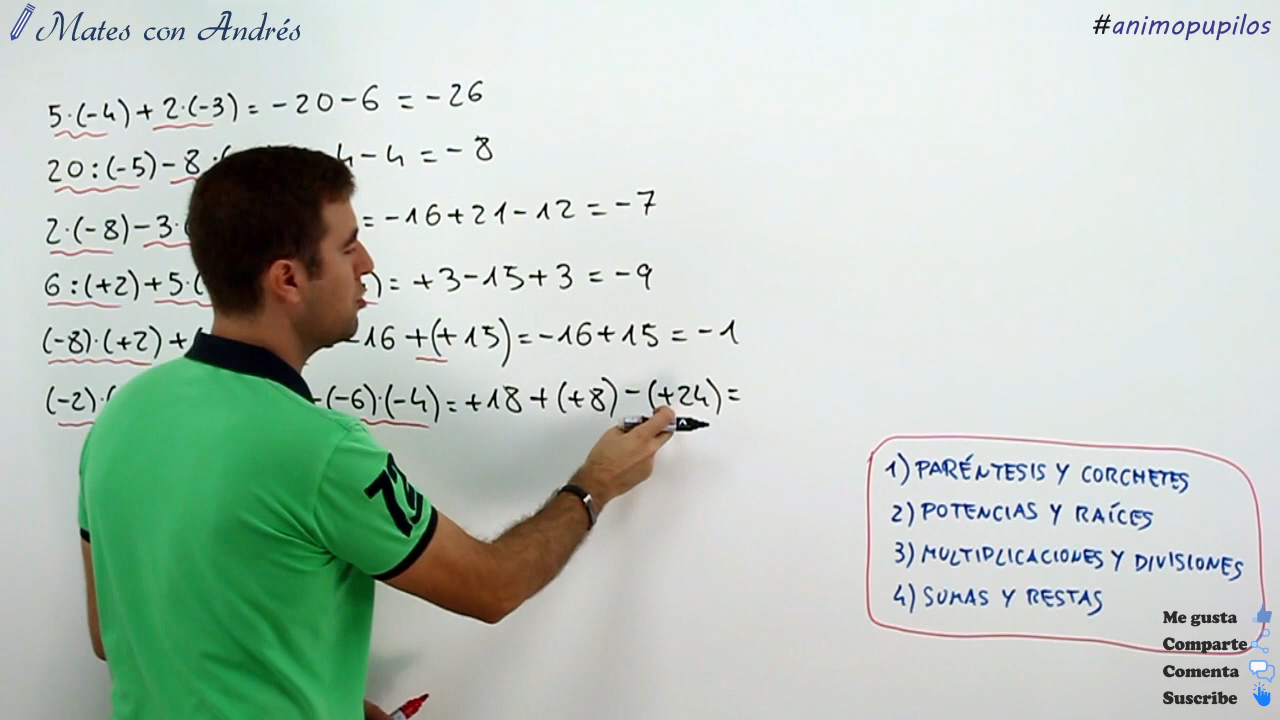 Mates con Andrés
#animopupilos
5·(-4)+2·(-3)= -20-6 = -26
20:(-5)-8·( 4-4 = -8
2·(-8)-3·( = -16+21-12 = -7
6:(+2)+5·( )= +3-15+3 = -9
(-8)·(+2)+( -16 +(+15)= -16+15 = -1
(-2)·( -(-6)·(-4)= +18+(+8)-(+24)=
1) PARÉNTESIS Y CORCHETES
2) POTENCIAS Y RAÍCES
3) MULTIPLICACIONES Y DIVISIONES
4) SUMAS Y RESTAS
Me gusta
Comparte
Comenta
Suscribe
72